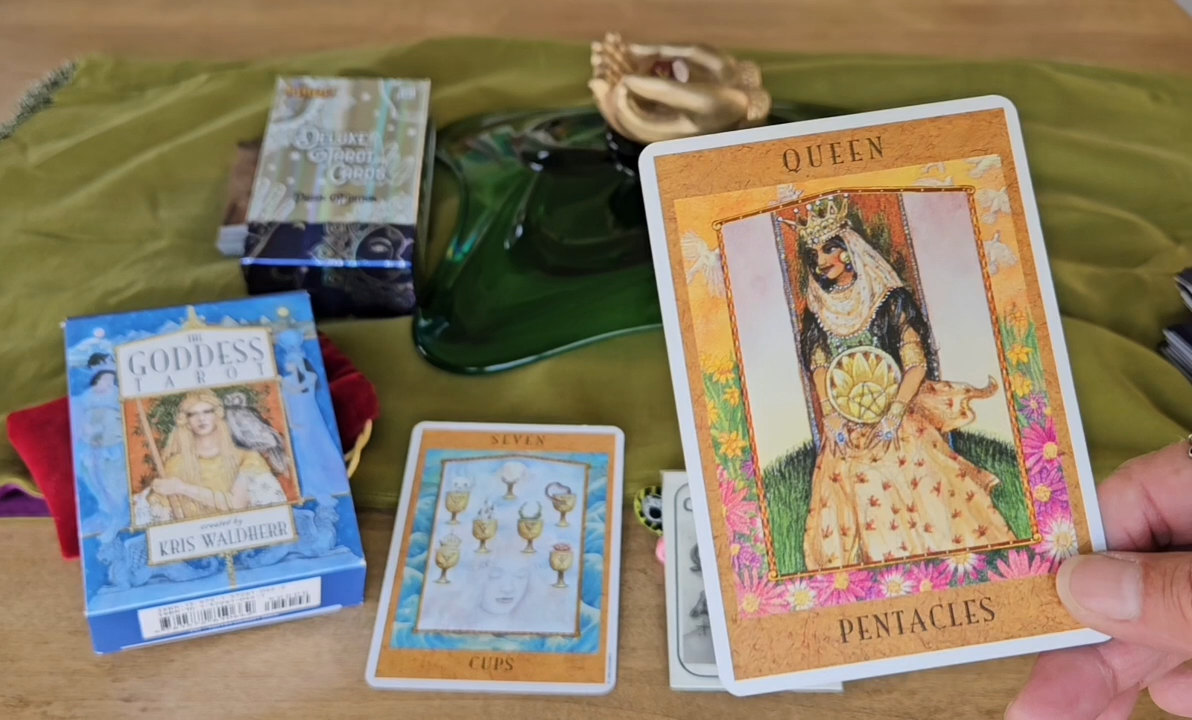 DELUXE
TAROT
CARDS
THE
GODDESS
TAROT
created by
KRIS WALDHERR
SEVEN
CUPS
QUEEN
PENTACLES